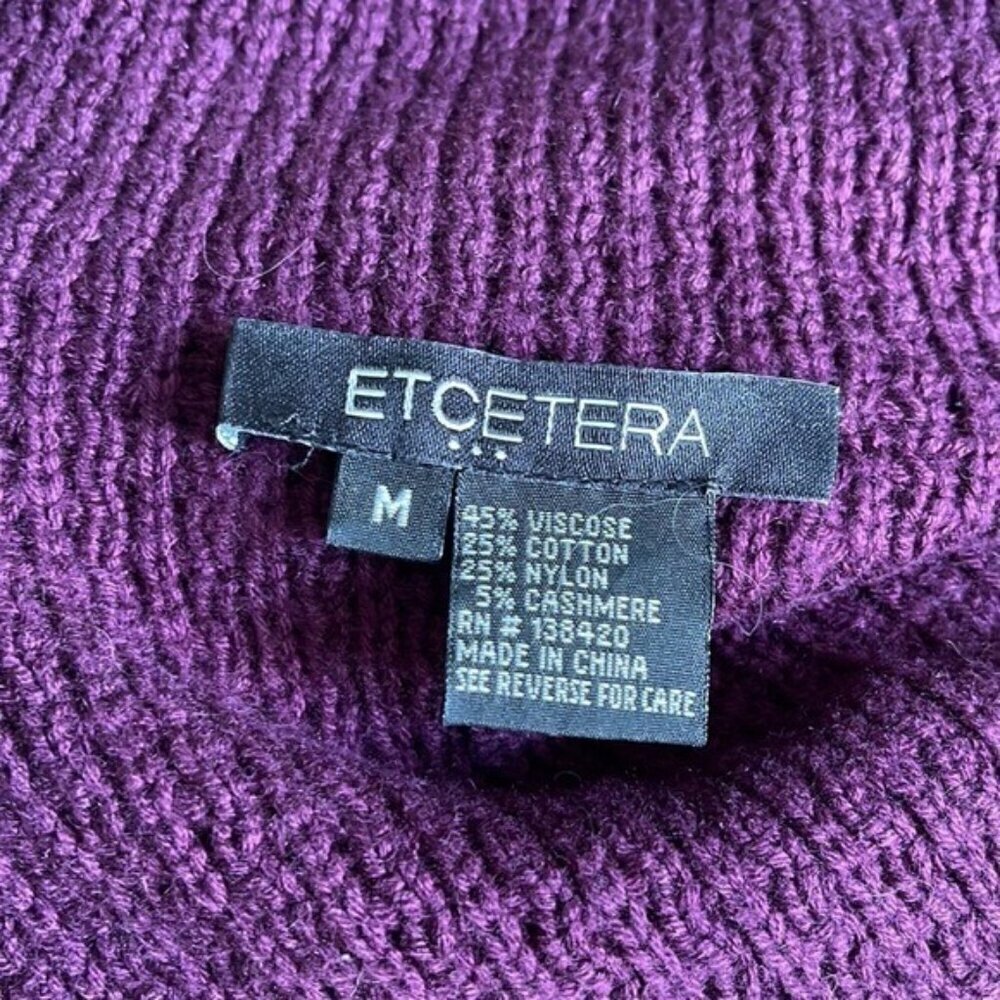 ETCETERA
M
45% VISCOSE
25% COTTON
25% NYLON
5% CASHMERE
RN # 138420
MADE IN CHINA
SEE REVERSE FOR CARE